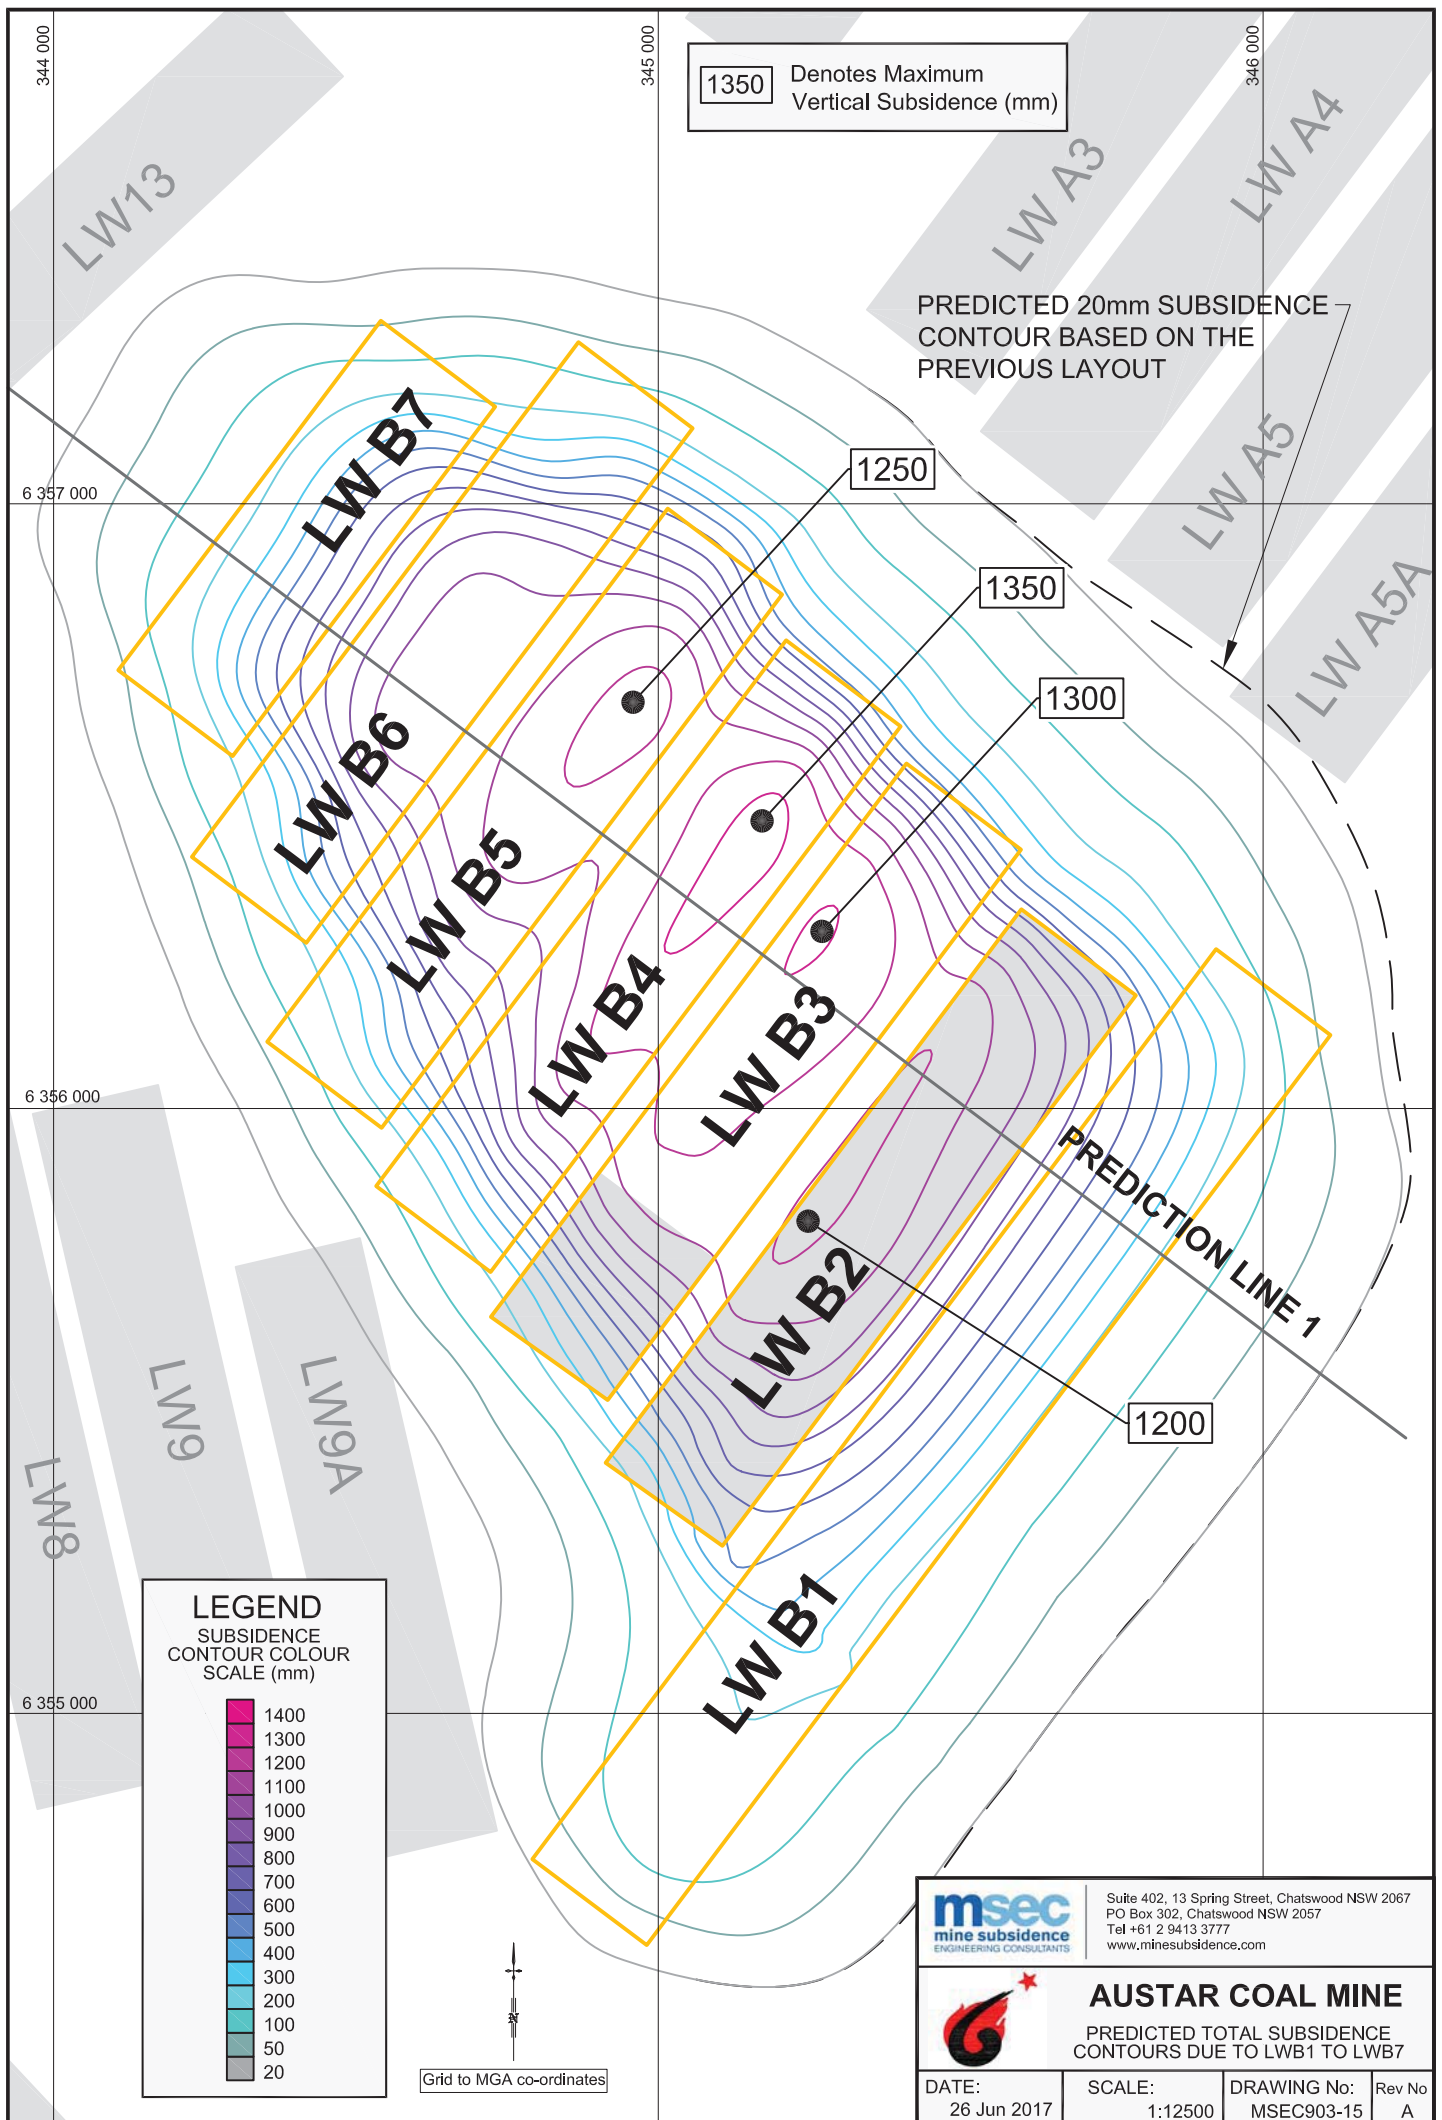 344 000
345 000
346 000
1350
Denotes Maximum
Vertical Subsidence (mm)
LW13
LW A3
LW A4
PREDICTED 20mm SUBSIDENCE
CONTOUR BASED ON THE
PREVIOUS LAYOUT
LW A5
LW A5A
1250
6 357 000
1350
1300
LW B7
LW B6
LW B5
LW B4
LW B3
6 356 000
PREDICTION LINE 1
LW B2
1200
LW9
LW9A
LW8
LW B1
LEGEND
SUBSIDENCE
CONTOUR COLOUR
SCALE (mm)
6 355 000
1400
1300
1200
1100
1000
900
800
700
600
500
400
300
200
100
50
20
N
Grid to MGA co-ordinates
msec
mine subsidence
ENGINEERING CONSULTANTS
Suite 402, 13 Spring Street, Chatswood NSW 2067
PO Box 302, Chatswood NSW 2057
Tel +61 2 9413 3777
www.minesubsidence.com
AUSTAR COAL MINE
PREDICTED TOTAL SUBSIDENCE
CONTOURS DUE TO LWB1 TO LWB7
DATE:
26 Jun 2017
SCALE:
1:12500
DRAWING No:
MSEC903-15
Rev No
A